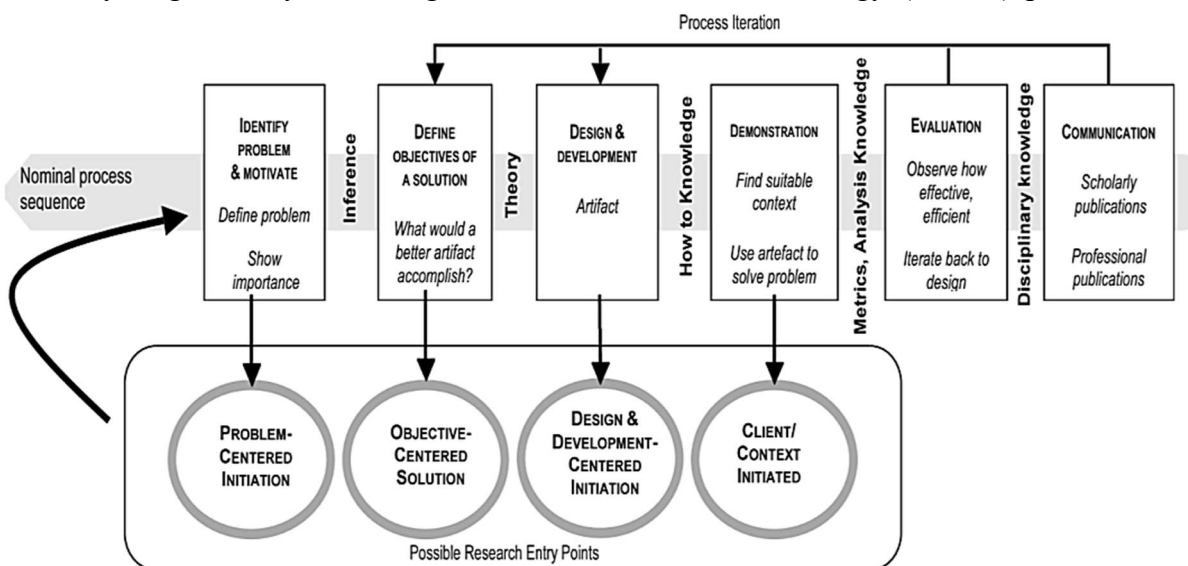 Process Iteration
Nominal process
sequence
IDENTIFY
PROBLEM
& MOTIVATE
Define problem
Show
importance
Inference
DEFINE
OBJECTIVES OF
A SOLUTION
What would a
better artifact
accomplish?
Theory
DESIGN &
DEVELOPMENT
Artifact
How to Knowledge
DEMONSTRATION
Find suitable
context
Use artefact to
solve problem
Metrics, Analysis Knowledge
EVALUATION
Observe how
effective,
efficient
Iterate back to
design
Disciplinary knowledge
COMMUNICATION
Scholarly
publications
Professional
publications
PROBLEM-
CENTERED
INITIATION
OBJECTIVE-
CENTERED
SOLUTION
DESIGN &
DEVELOPMENT-
CENTERED
INITIATION
CLIENT/
CONTEXT
INITIATED
Possible Research Entry Points